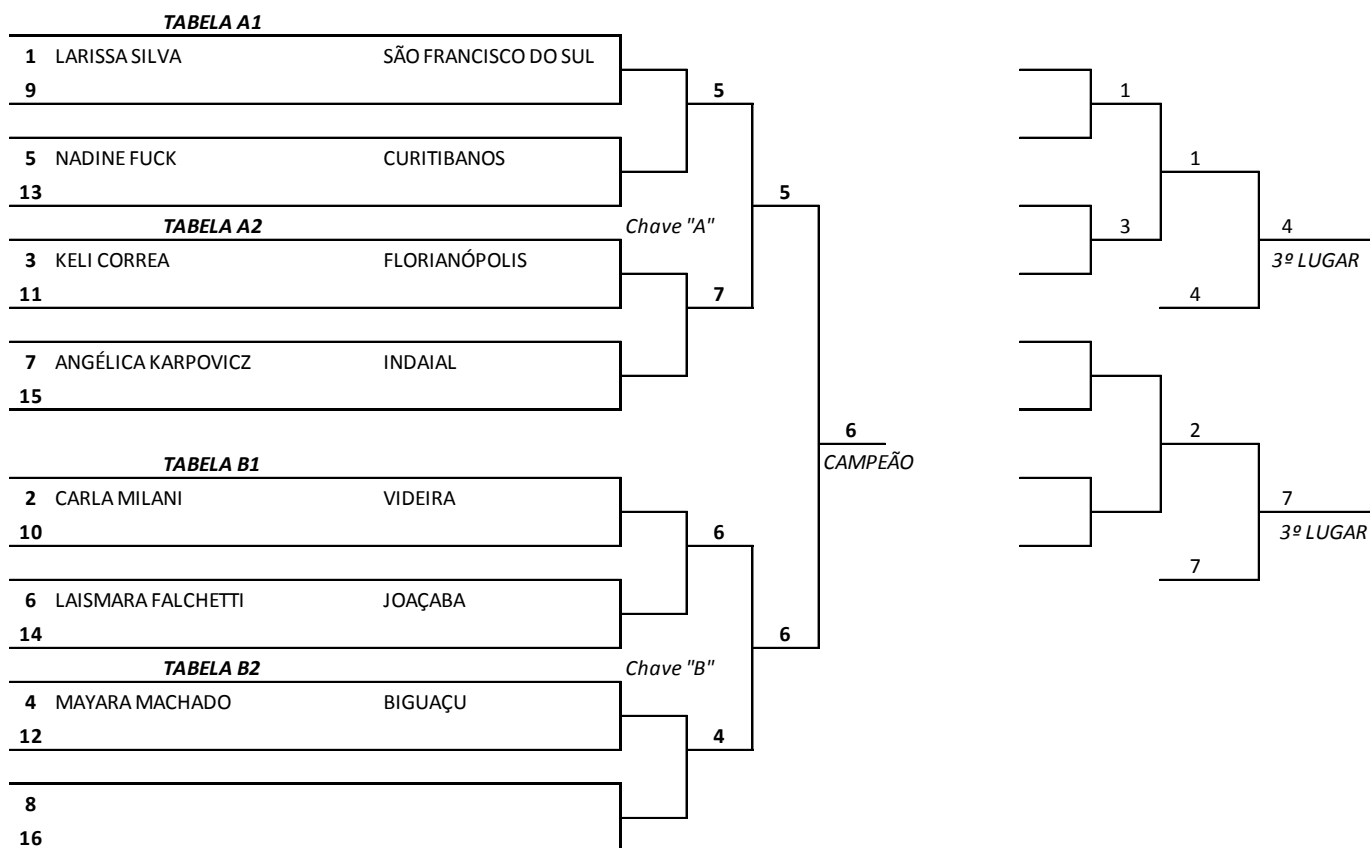 TABELA A1
1 LARISSA SILVA SÃO FRANCISCO DO SUL
9
5
1
5 NADINE FUCK CURITIBANOS
13
1
5
TABELA A2
Chave "A"
3
4
3 KELI CORREA FLORIANÓPOLIS
3º LUGAR
11
7
4
7 ANGÉLICA KARPOVICZ INDAIAL
15
6
2
CAMPEÃO
TABELA B1
2 CARLA MILANI VIDEIRA
7
10
6
3º LUGAR
7
6 LAISMARA FALCHETTI JOAÇABA
14
6
TABELA B2
Chave "B"
4 MAYARA MACHADO BIGUAÇU
12
4
8
16